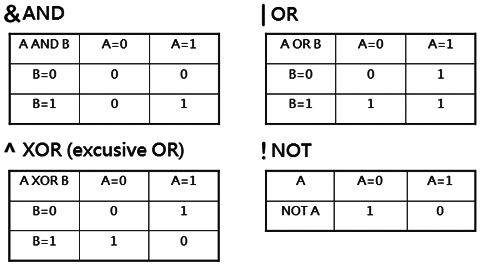 &AND
A AND B A=0 A=1
B=0 0 0
B=1 0 1
|OR
A OR B A=0 A=1
B=0 0 1
B=1 1 1
^ XOR (excusive OR)
A XOR B A=0 A=1
B=0 0 1
B=1 1 0
! NOT
A A=0 A=1
NOT A 1 0